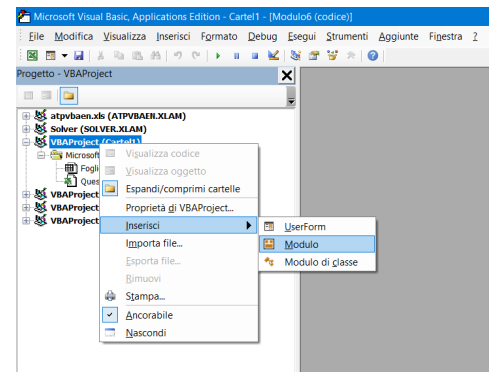 Microsoft Visual Basic, Applications Edition - Cartel1 - [Modulo6 (codice)]
File Modifica Visualizza Inserisci Formato Debug Esegui Strumenti Aggiunte Finestra ?
Progetto - VBAProject
atpvbaen.xls (ATPVBAEN.XLAM)
Solver (SOLVER.XLAM)
VBAProject (Cartel1)
Microsoft
Fogli
Ques
VBAProject
VBAProject
VBAProject
Visualizza codice
Visualizza oggetto
Espandi/comprimi cartelle
Proprietà di VBAProject...
Inserisci
Importa file...
Esporta file...
Rimuovi
Stampa...
Ancorabile
Nascondi
UserForm
Modulo
Modulo di classe